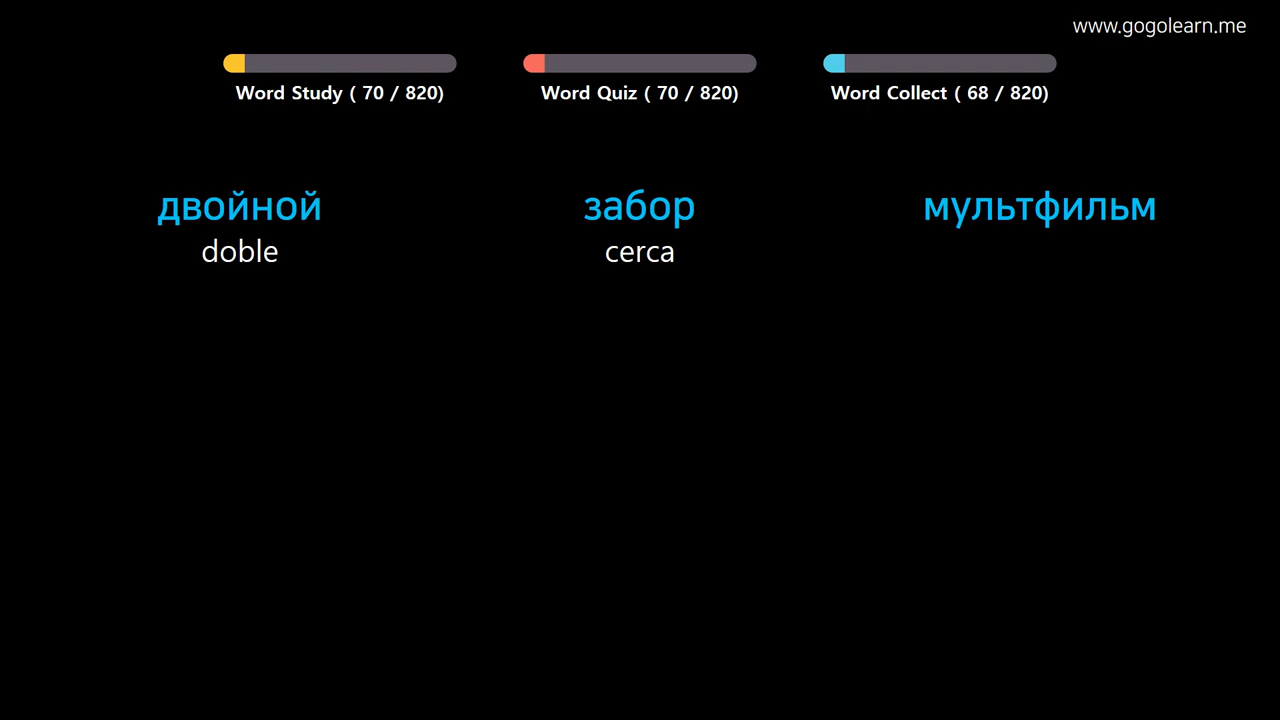 www.gogolearn.me
Word Study ( 70 / 820)
Word Quiz ( 70 / 820)
Word Collect ( 68 / 820)
двойной
doble
забор
cerca
мультфильм